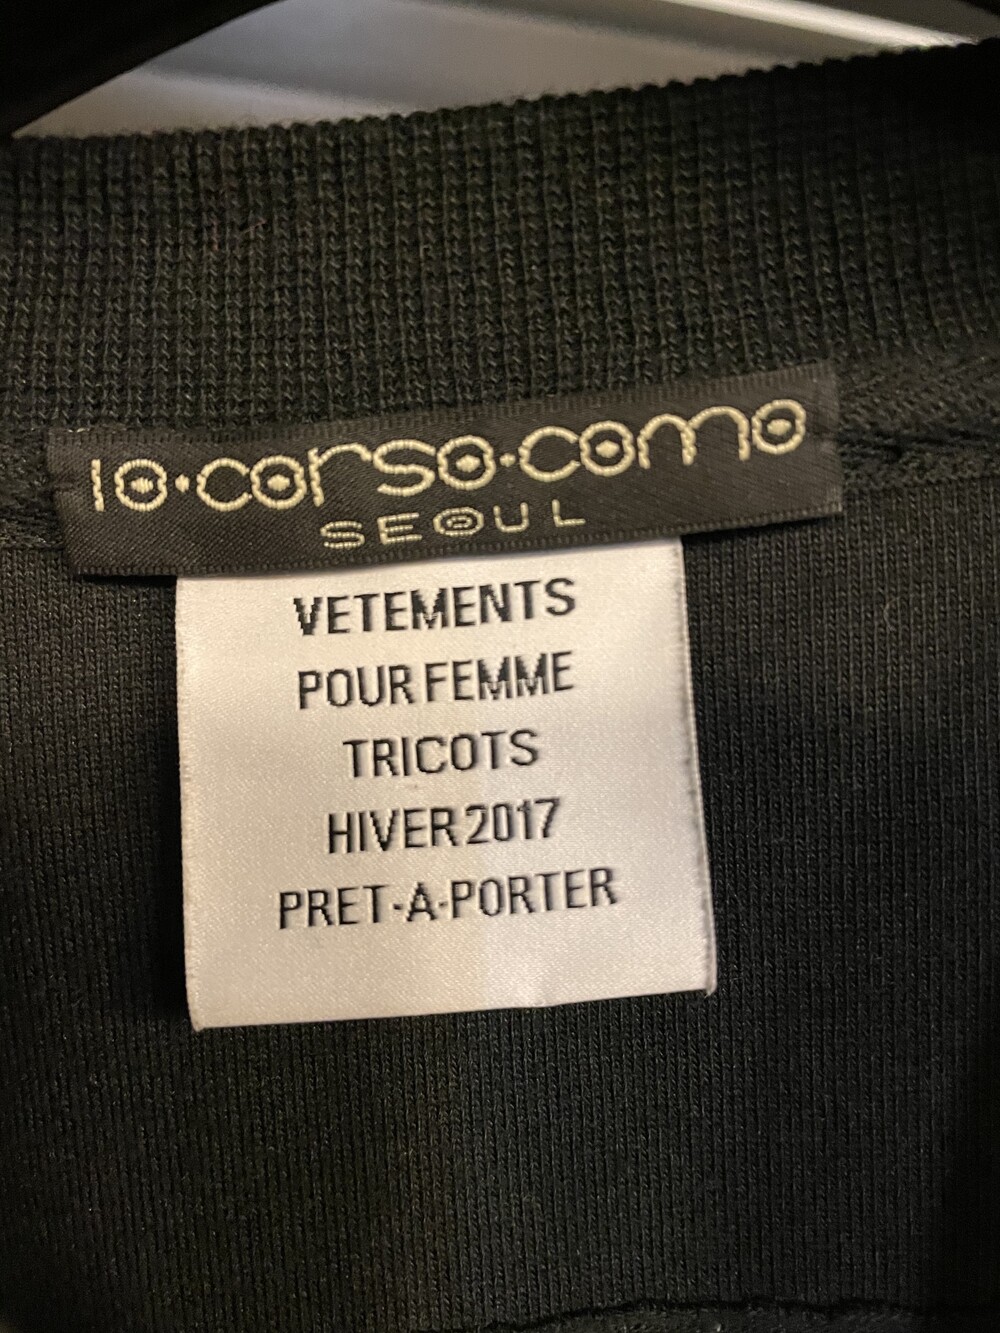 10·corso·como
SEOUL
VETEMENTS
POUR FEMME
TRICOTS
HIVER 2017
PRET-A-PORTER